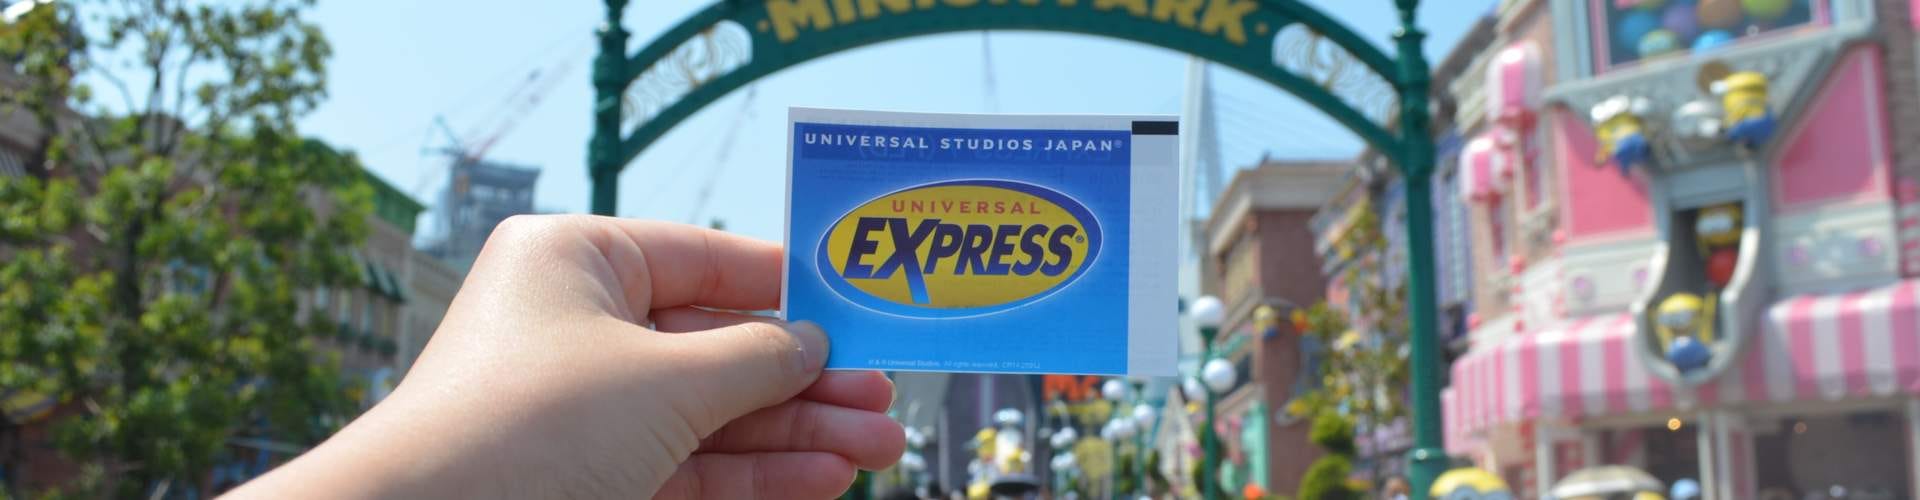 MINION PARK
UNIVERSAL STUDIOS JAPAN®
UNIVERSAL
EXPRESS®